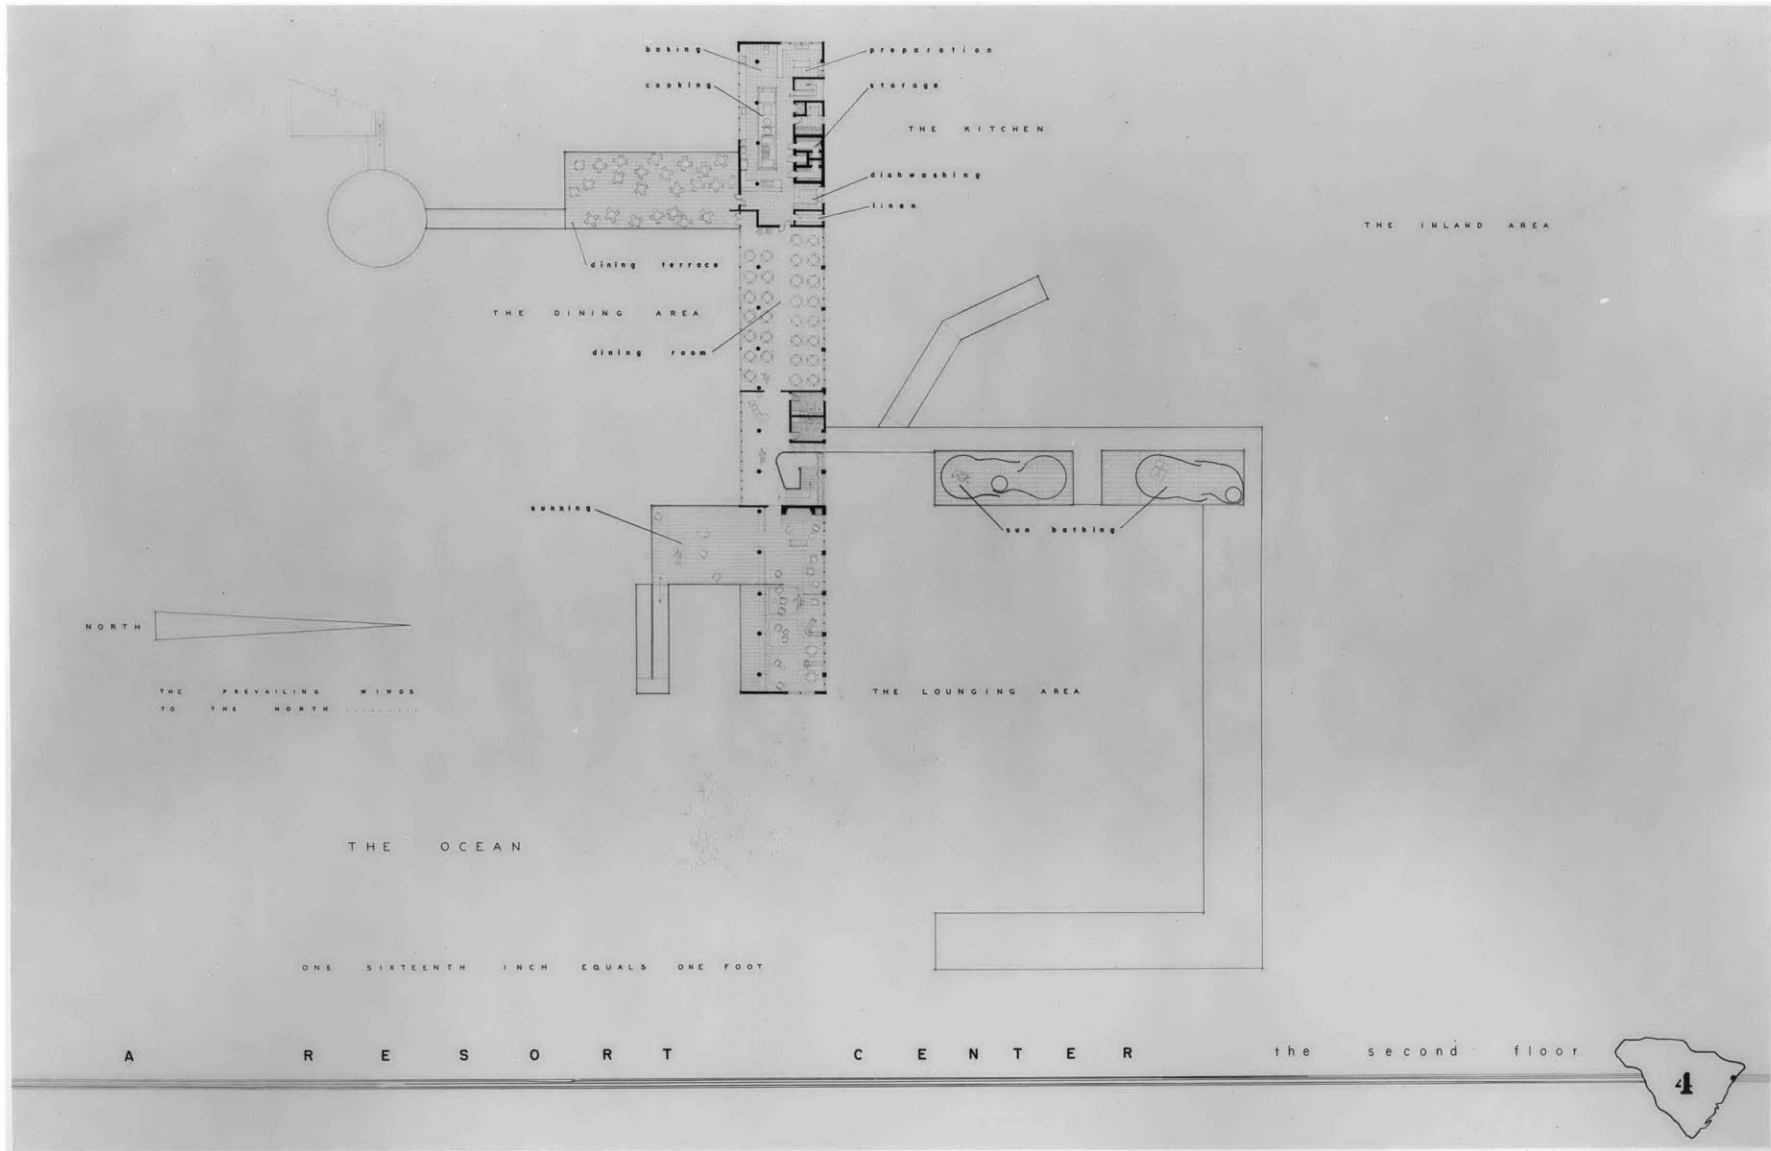 baking
preparation
cooking
storage
THE KITCHEN
dishwashing
linen
THE INLAND AREA
dining terrace
THE DINING AREA
dining room
sunning
sun bathing
NORTH
THE PREVAILING WINDS
TO THE NORTH .........
THE LOUNGING AREA
THE OCEAN
ONE SIXTEENTH INCH EQUALS ONE FOOT
A RESORT CENTER the second floor
4